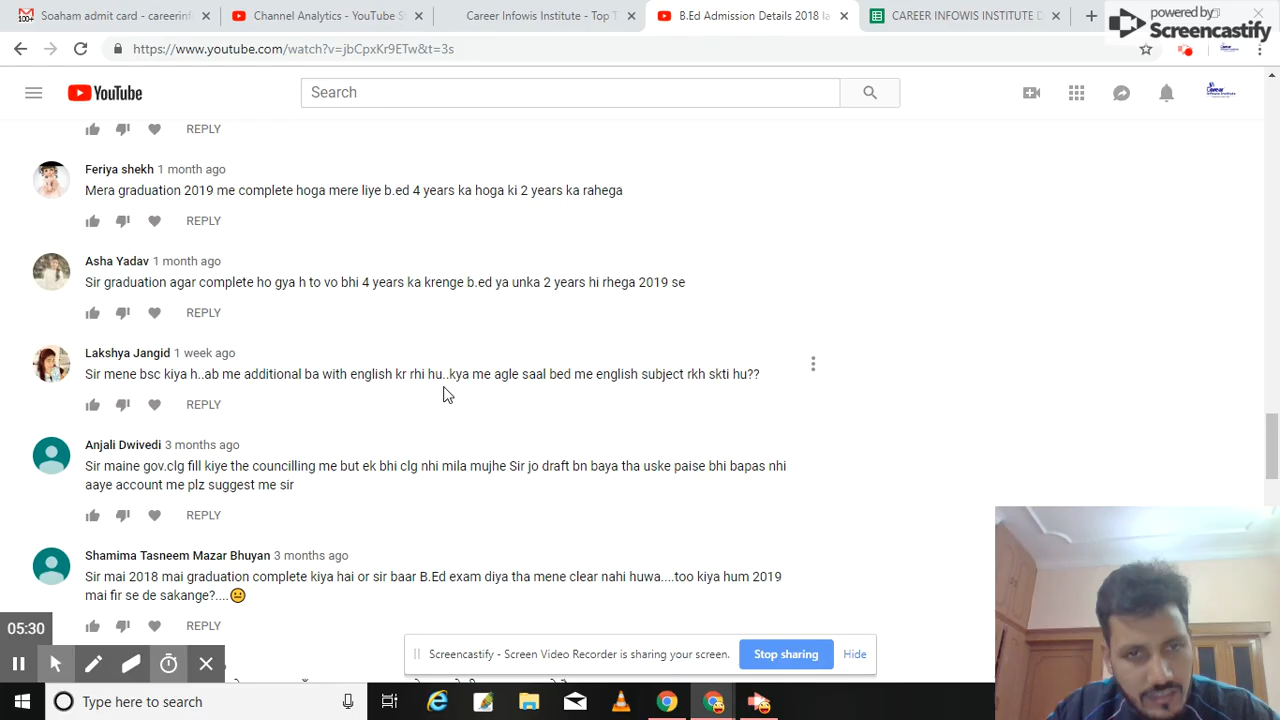 Soaham admit card - careerinf
Channel Analytics - YouTube
Career Infowis Institute - Top T
B.Ed Admission Details 2018 la
CAREER INFOWIS INSTITUTE D
powered by
Screencastify
https://www.youtube.com/watch?v=jbCpxKr9ETw&t=3s
YouTube
Search
REPLY
Feriya shekh 1 month ago
Mera graduation 2019 me complete hoga mere liye b.ed 4 years ka hoga ki 2 years ka rahega
REPLY
Asha Yadav 1 month ago
Sir graduation agar complete ho gya h to vo bhi 4 years ka krenge b.ed ya unka 2 years hi rhega 2019 se
REPLY
Lakshya Jangid 1 week ago
Sir mne bsc kiya h..ab me additional ba with english kr rhi hu..kya me agle saal bed me english subject rkh skti hu??
REPLY
Anjali Dwivedi 3 months ago
Sir maine gov.clg fill kiye the councilling me but ek bhi clg nhi mila mujhe Sir jo draft bn baya tha uske paise bhi bapas nhi
aaye account me plz suggest me sir
REPLY
Shamima Tasneem Mazar Bhuyan 3 months ago
Sir mai 2018 mai graduation complete kiya hai or sir baar B.Ed exam diya tha mene clear nahi huwa....too kiya hum 2019
mai fir se de sakange?....
REPLY
05:30
Screencastify - Screen Video Recorder is sharing your screen.
Stop sharing
Hide
Type here to search